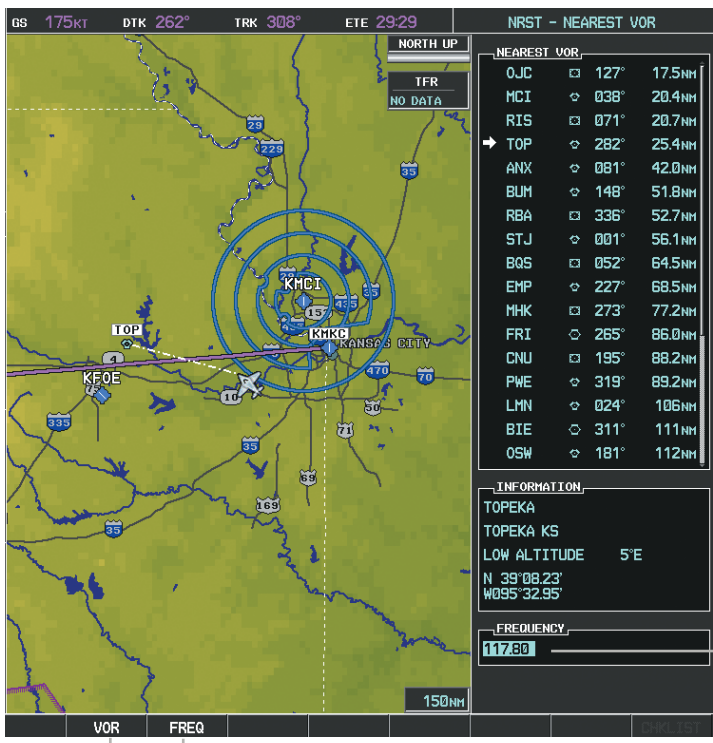 GS 175KT DTK 262° TRK 308° ETE 29:29
NRST - NEAREST VOR
NORTH UP
TFR
NO DATA
29
229
35
29
KMCI
435
35
152
TOP
KMKC
KANSAS CITY
4
470
70
KFOE
75
10
50
335
71
35
69
169
35
150NM
NEAREST VOR
OJC 127° 17.5NM
MCI 038° 20.4NM
RIS 071° 20.7NM
TOP 282° 25.4NM
ANX 081° 42.0NM
BUM 148° 51.8NM
RBA 336° 52.7NM
STJ 001° 56.1NM
BQS 052° 64.5NM
EMP 227° 68.5NM
MHK 273° 77.2NM
FRI 265° 86.0NM
CNU 195° 88.2NM
PWE 319° 89.2NM
LMN 024° 106NM
BIE 311° 111NM
OSW 181° 112NM
INFORMATION
TOPEKA
TOPEKA KS
LOW ALTITUDE 5°E
N 39°08.23'
W095°32.95'
FREQUENCY
117.80
VOR FREQ CHKLIST